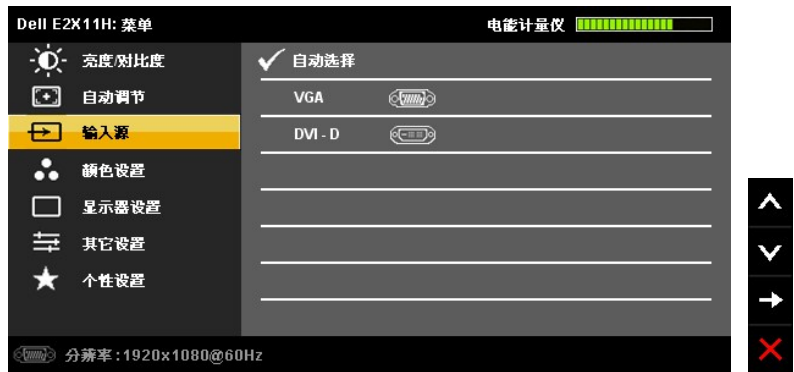 Dell E2X11H: 菜单
电能计量仪
亮度/对比度
自动调节
输入源
颜色设置
显示器设置
其它设置
个性设置
自动选择
VGA
DVI - D
分辨率:1920x1080@60Hz